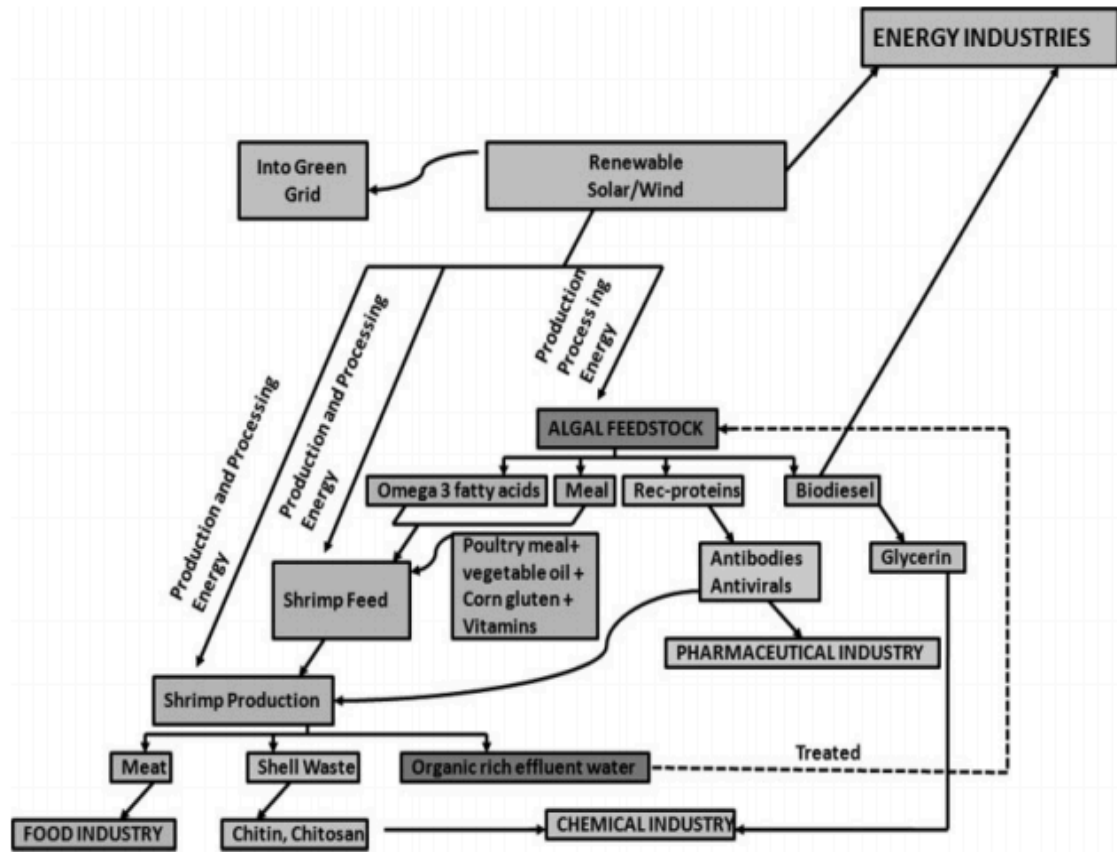 ENERGY INDUSTRIES
Into Green
Grid
Renewable
Solar/Wind
Production and Processing
Energy
Production and Processing
Energy
Production
Process ing
Energy
ALGAL FEEDSTOCK
Omega 3 fatty acids
Meal
Rec-proteins
Biodiesel
Poultry meal+
vegetable oil +
Corn gluten +
Vitamins
Antibodies
Antivirals
Glycerin
Shrimp Feed
PHARMACEUTICAL INDUSTRY
Shrimp Production
Meat
Shell Waste
Organic rich effluent water
Treated
FOOD INDUSTRY
Chitin, Chitosan
CHEMICAL INDUSTRY